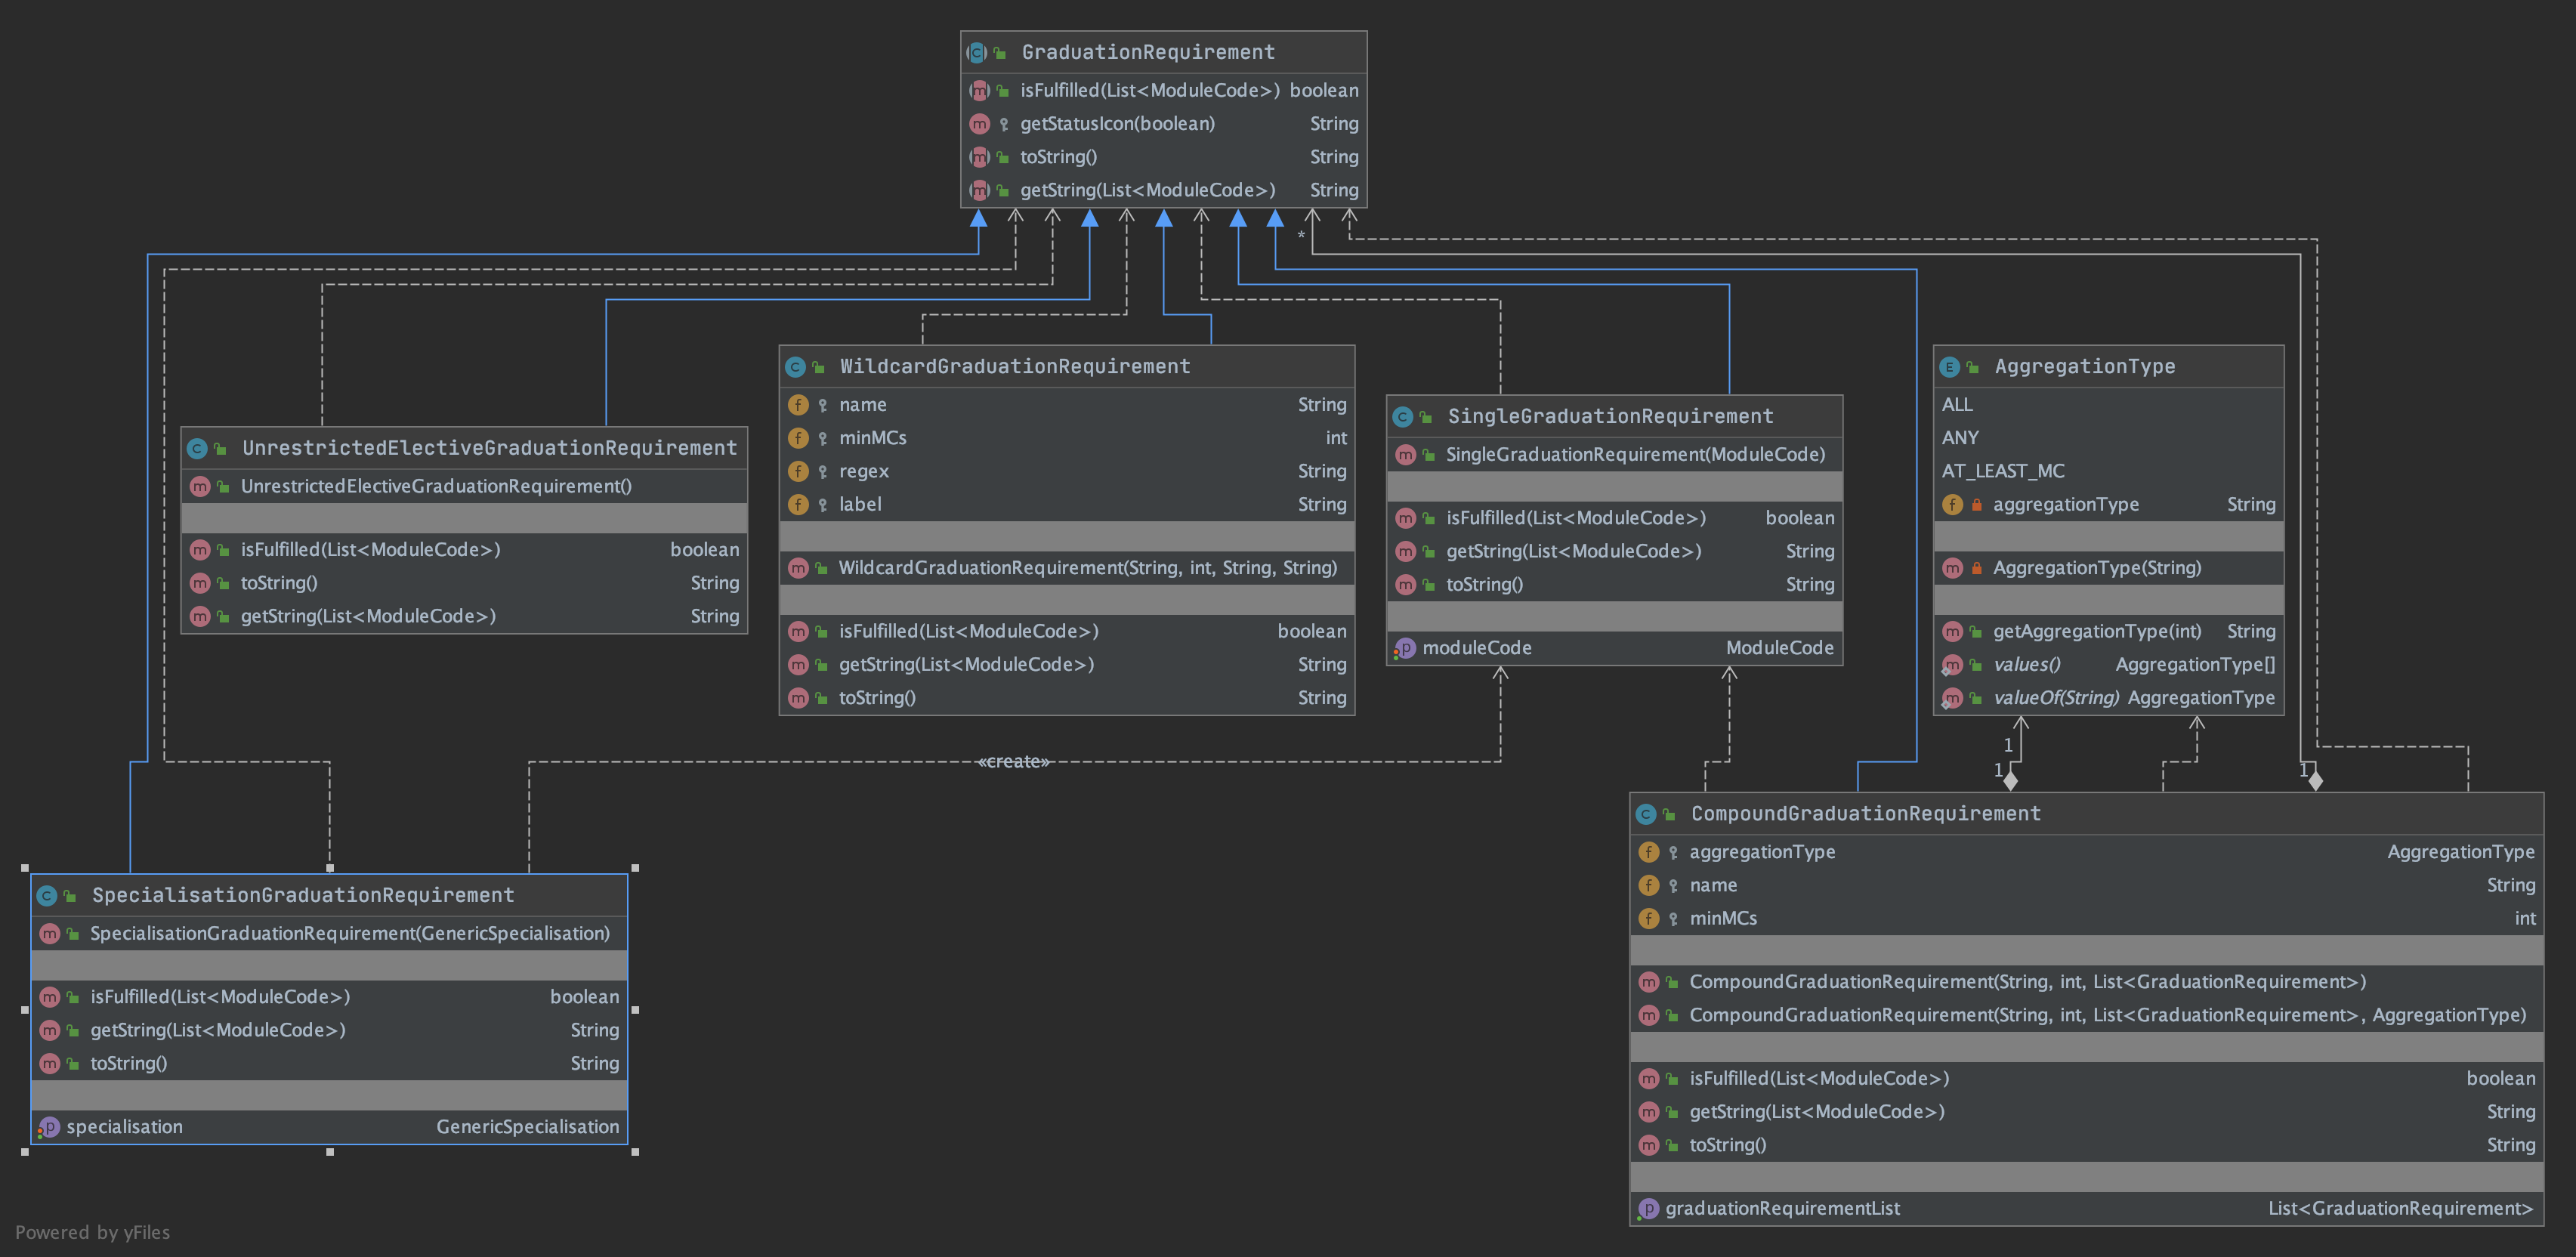 GraduationRequirement
isFulfilled(List<ModuleCode>) boolean
getStatusIcon(boolean) String
toString() String
getString(List<ModuleCode>) String
*
WildcardGraduationRequirement
name String
minMCs int
regex String
label String
WildcardGraduationRequirement(String, int, String, String)
isFulfilled(List<ModuleCode>) boolean
getString(List<ModuleCode>) String
toString() String
AggregationType
ALL
ANY
AT_LEAST_MC
aggregationType String
AggregationType(String)
getAggregationType(int) String
values() AggregationType[]
valueOf(String) AggregationType
SingleGraduationRequirement
SingleGraduationRequirement(ModuleCode)
isFulfilled(List<ModuleCode>) boolean
getString(List<ModuleCode>) String
toString() String
moduleCode ModuleCode
UnrestrictedElectiveGraduationRequirement
UnrestrictedElectiveGraduationRequirement()
isFulfilled(List<ModuleCode>) boolean
toString() String
getString(List<ModuleCode>) String
«create»
1
1
1
CompoundGraduationRequirement
aggregationType AggregationType
name String
minMCs int
CompoundGraduationRequirement(String, int, List<GraduationRequirement>)
CompoundGraduationRequirement(String, int, List<GraduationRequirement>, AggregationType)
isFulfilled(List<ModuleCode>) boolean
getString(List<ModuleCode>) String
toString() String
graduationRequirementList List<GraduationRequirement>
SpecialisationGraduationRequirement
SpecialisationGraduationRequirement(GenericSpecialisation)
isFulfilled(List<ModuleCode>) boolean
getString(List<ModuleCode>) String
toString() String
specialisation GenericSpecialisation
Powered by yFiles